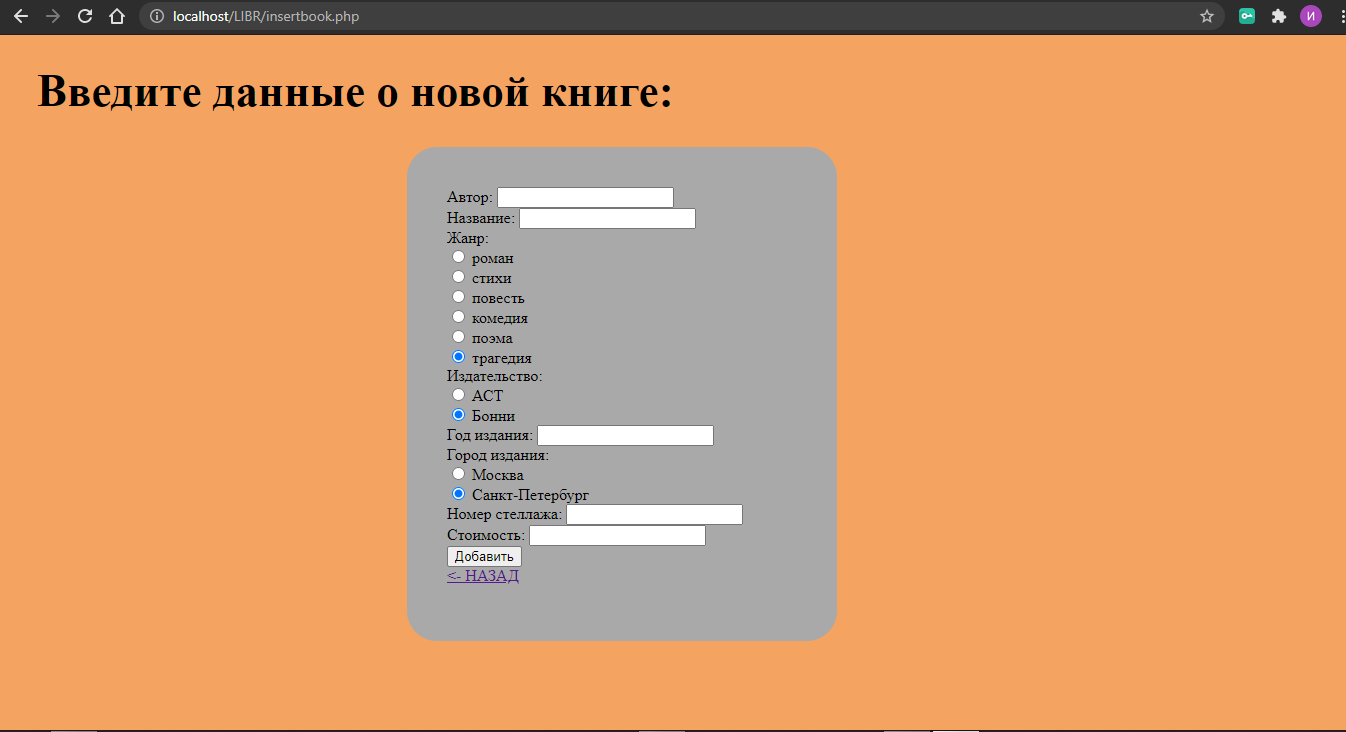 localhost/LIBR/insertbook.php
И
Введите данные о новой книге:
Автор:
Название:
Жанр:
роман
стихи
повесть
комедия
поэма
трагедия
Издательство:
АСТ
Бонни
Год издания:
Город издания:
Москва
Санкт-Петербург
Номер стеллажа:
Стоимость:
Добавить
<- НАЗАД